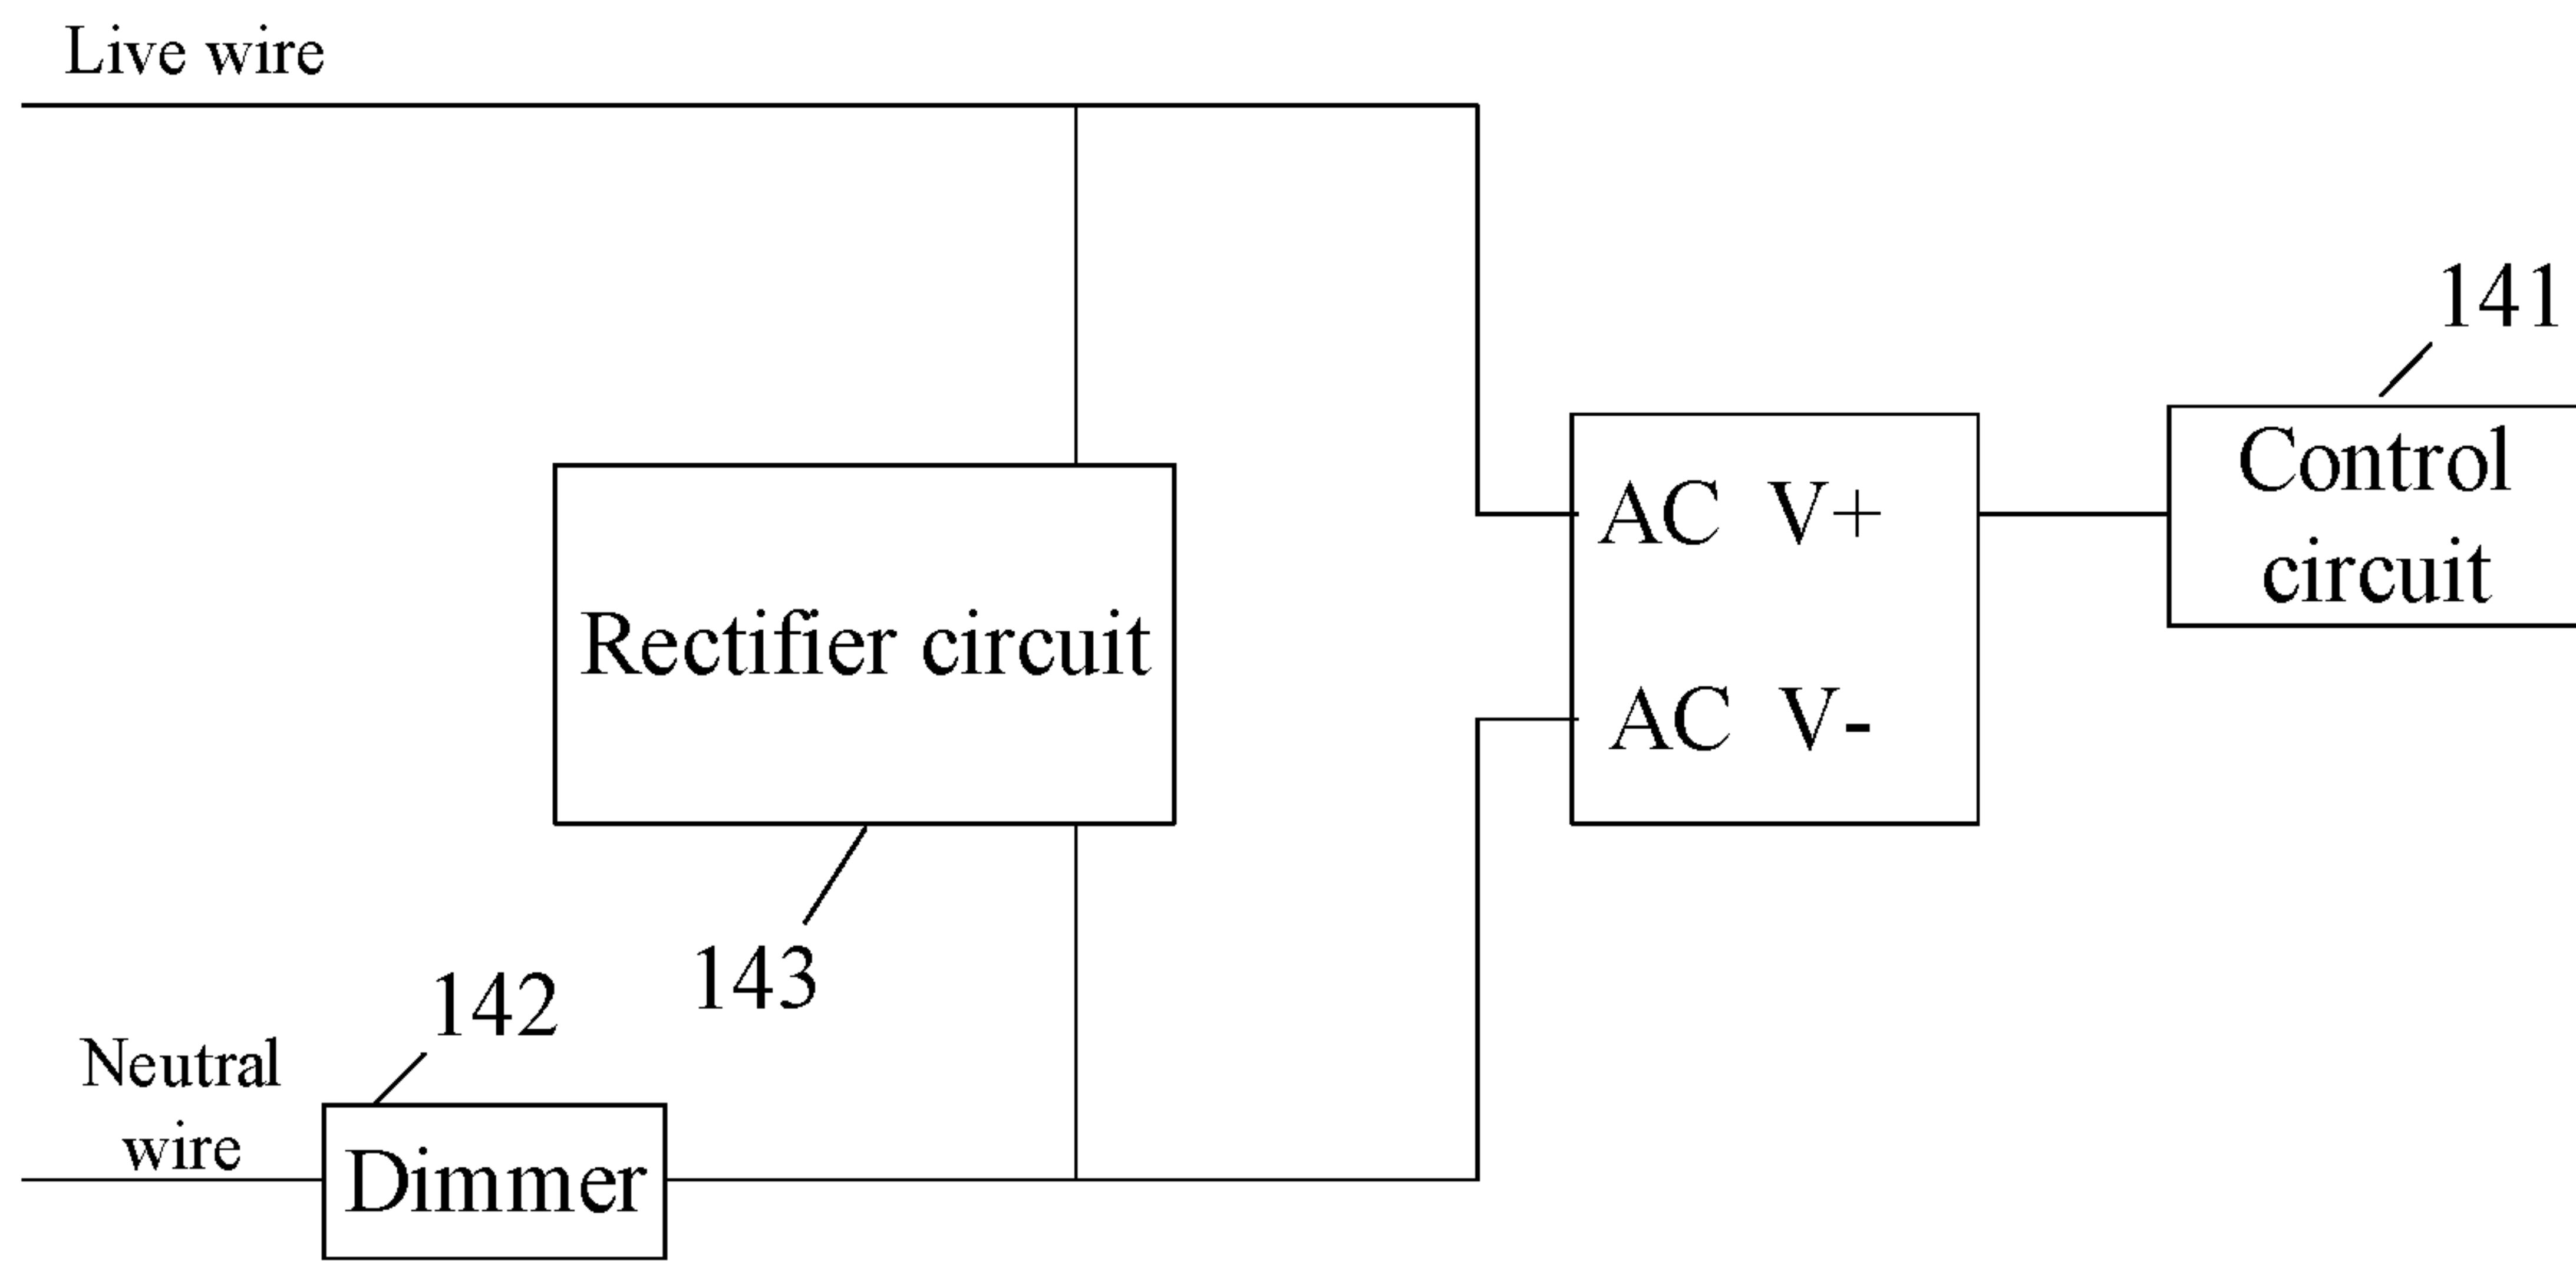 Live wire
141
Control
circuit
AC V+
AC V-
Rectifier circuit
143
142
Neutral
wire
Dimmer